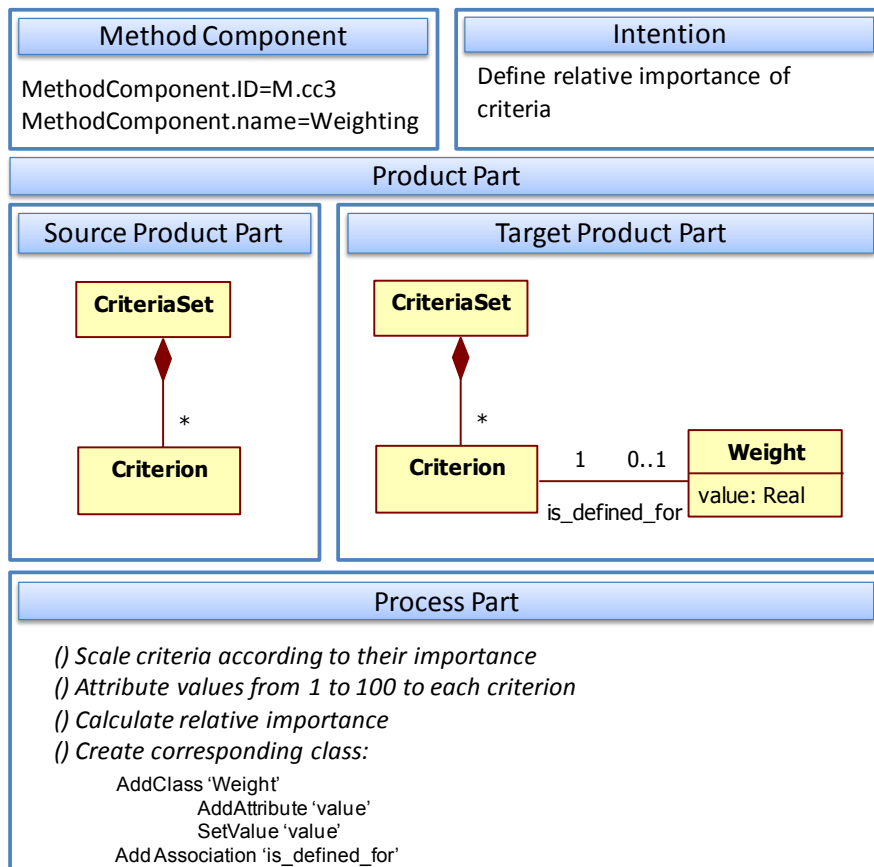 Method Component
MethodComponent.ID=M.cc3
MethodComponent.name=Weighting
Intention
Define relative importance of
criteria
Product Part
Source Product Part
CriteriaSet
*
Criterion
Target Product Part
CriteriaSet
*
Criterion
1 0..1
is_defined_for
Weight
value: Real
Process Part
() Scale criteria according to their importance
() Attribute values from 1 to 100 to each criterion
() Calculate relative importance
() Create corresponding class:
AddClass ‘Weight’
AddAttribute ‘value’
SetValue ‘value’
Add Association ‘is_defined_for’